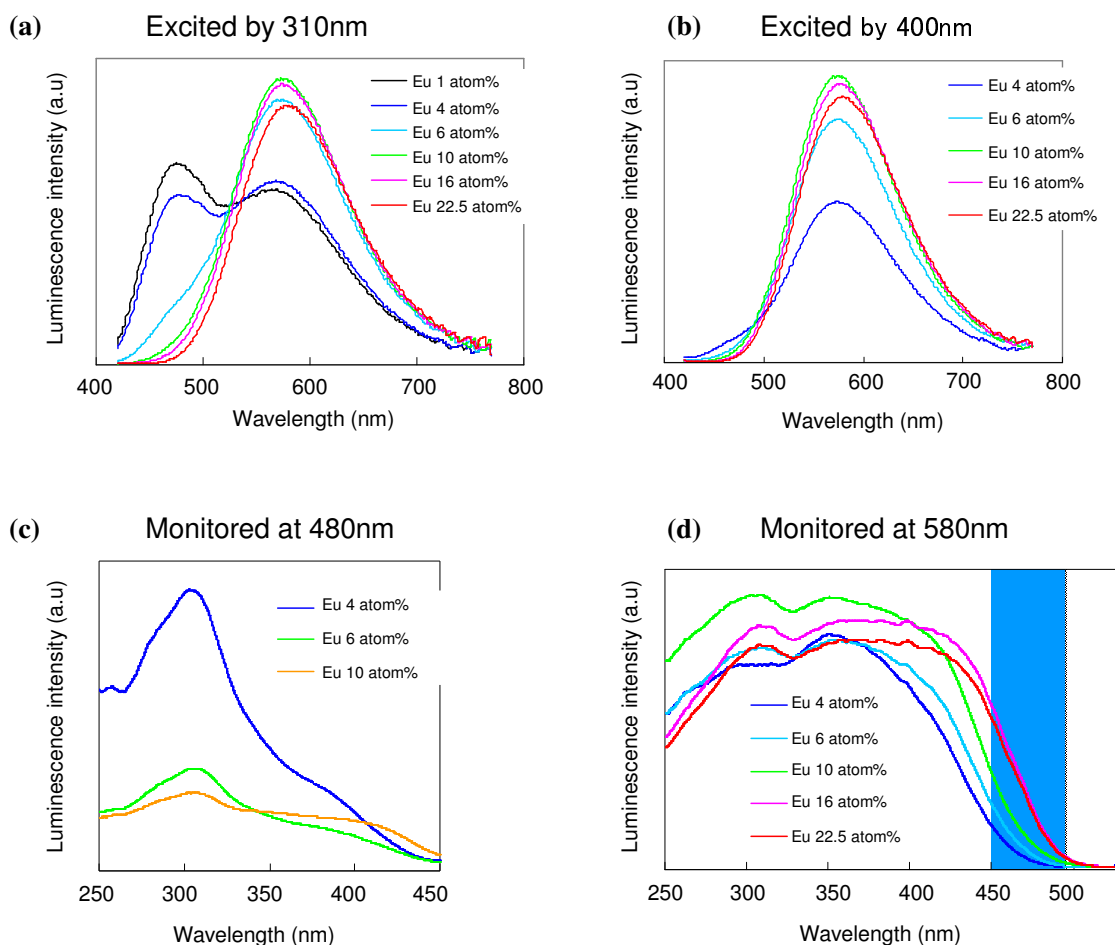 (a)
Excited by 310nm
Luminescence intensity (a.u)
Eu 1 atom%
Eu 4 atom%
Eu 6 atom%
Eu 10 atom%
Eu 16 atom%
Eu 22.5 atom%
400 500 600 700 800
Wavelength (nm)
(b)
Excited by 400nm
Luminescence intensity (a.u)
Eu 4 atom%
Eu 6 atom%
Eu 10 atom%
Eu 16 atom%
Eu 22.5 atom%
400 500 600 700 800
Wavelength (nm)
(c)
Monitored at 480nm
Luminescence intensity (a.u)
Eu 4 atom%
Eu 6 atom%
Eu 10 atom%
250 300 350 400 450
Wavelength (nm)
(d)
Monitored at 580nm
Luminescence intensity (a.u)
Eu 4 atom%
Eu 6 atom%
Eu 10 atom%
Eu 16 atom%
Eu 22.5 atom%
250 300 350 400 450 500
Wavelength (nm)